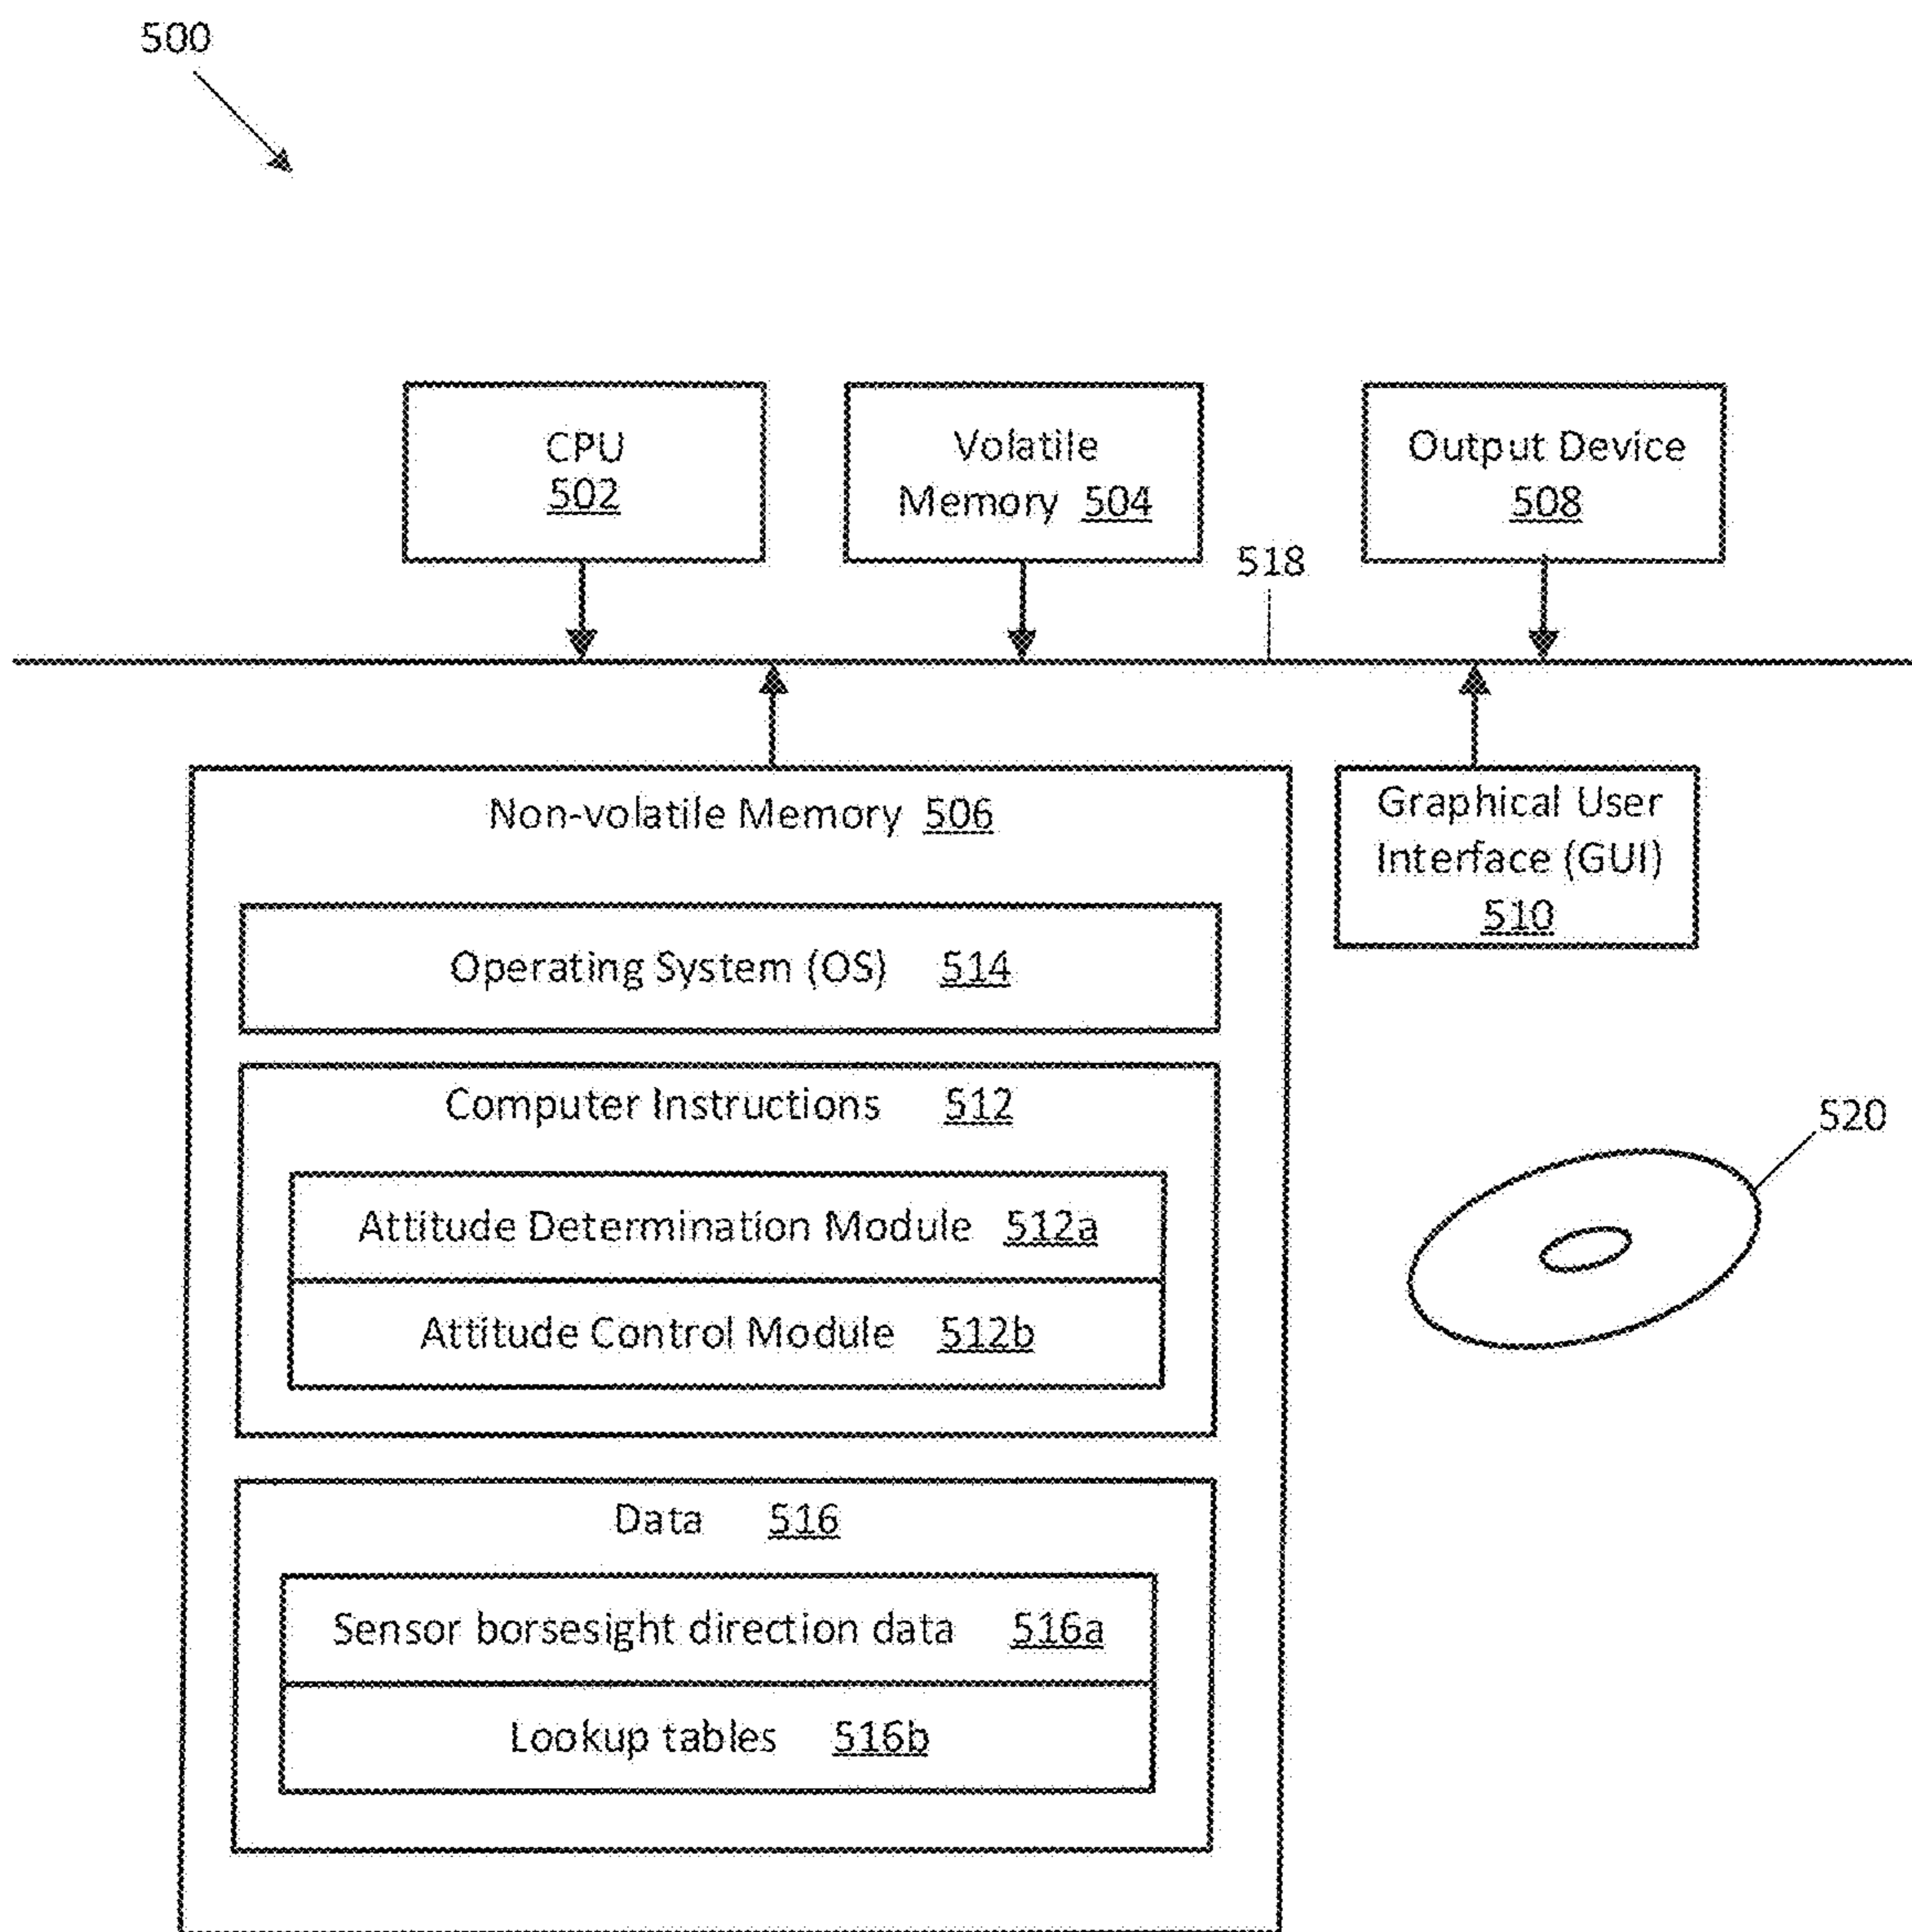 500
CPU
502
Volatile
Memory 504
Output Device
508
518
Non-volatile Memory 506
Graphical User
Interface (GUI)
510
Operating System (OS) 514
Computer Instructions 512
520
Attitude Determination Module 512a
Attitude Control Module 512b
Data 516
Sensor borsesight direction data 516a
Lookup tables 516b